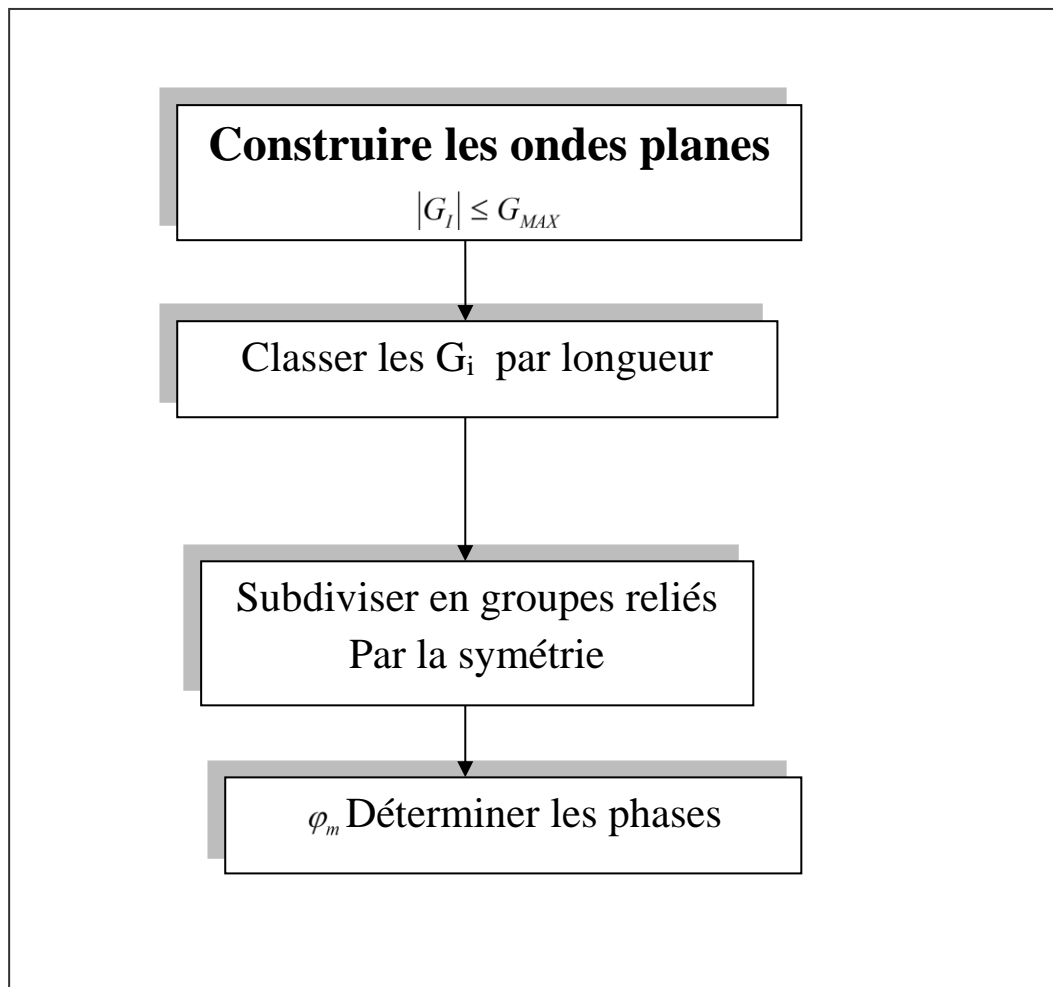 Construire les ondes planes
|G_I| ≤ G_MAX
Classer les G_i par longueur
Subdiviser en groupes reliés
Par la symétrie
φ_m Déterminer les phases